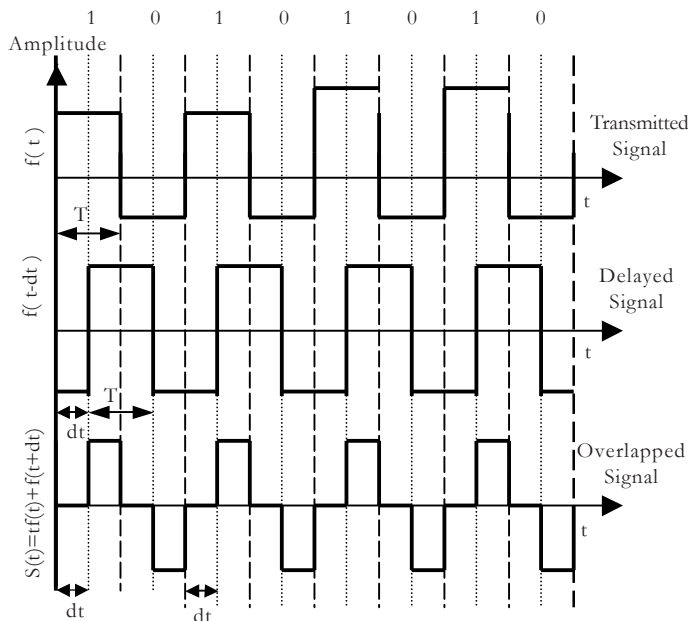 1 0 1 0 1 0 1 0
Amplitude
f( t )
Transmitted
Signal
t
T
f( t-dt )
Delayed
Signal
t
T
dt
S(t)=tf(t)+f(t+dt)
Overlapped
Signal
t
dt
dt